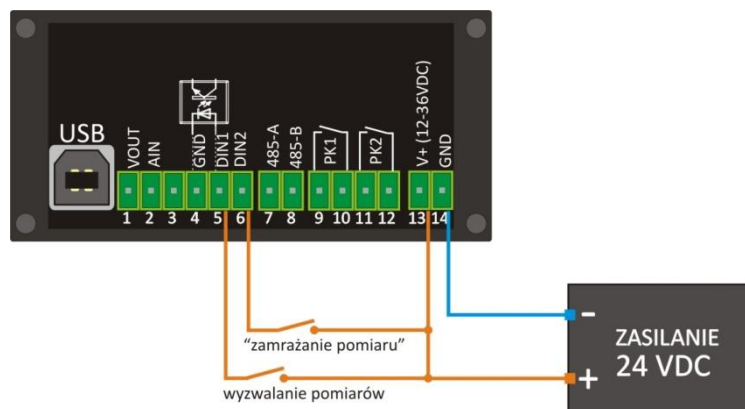 USB
VOUT
AIN
GND
DIN1
DIN2
485-A
485-B
PK1
PK2
V+ (12-36VDC)
GND
1 2 3 4 5 6 7 8 9 10 11 12 13 14
"zamrażanie pomiaru"
wyzwalanie pomiarów
-
+
ZASILANIE
24 VDC